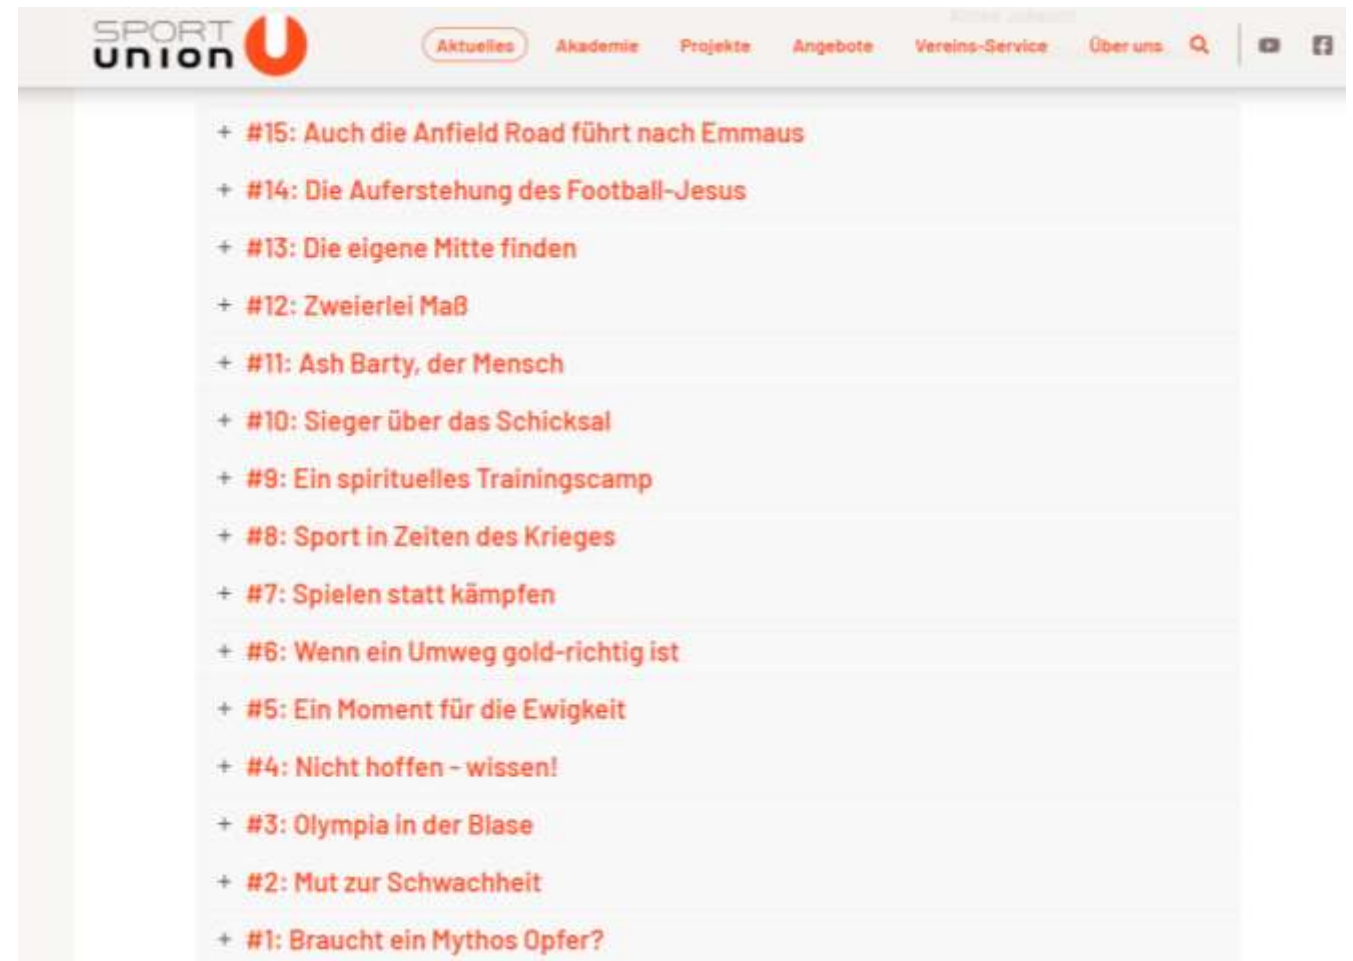 SPORT
union
Aktuelles Akademie Projekte Angebote Vereins-Service Über uns
+ #15: Auch die Anfield Road führt nach Emmaus
+ #14: Die Auferstehung des Football-Jesus
+ #13: Die eigene Mitte finden
+ #12: Zweierlei Maß
+ #11: Ash Barty, der Mensch
+ #10: Sieger über das Schicksal
+ #9: Ein spirituelles Trainingscamp
+ #8: Sport in Zeiten des Krieges
+ #7: Spielen statt kämpfen
+ #6: Wenn ein Umweg gold-richtig ist
+ #5: Ein Moment für die Ewigkeit
+ #4: Nicht hoffen - wissen!
+ #3: Olympia in der Blase
+ #2: Mut zur Schwachheit
+ #1: Braucht ein Mythos Opfer?